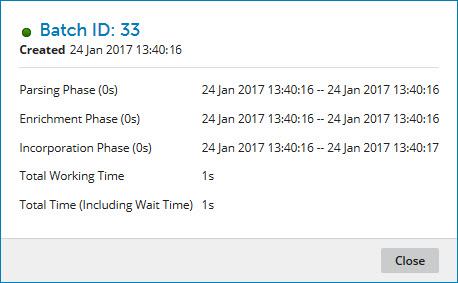 Batch ID: 33
Created 24 Jan 2017 13:40:16
Parsing Phase (0s) 24 Jan 2017 13:40:16 -- 24 Jan 2017 13:40:16
Enrichment Phase (0s) 24 Jan 2017 13:40:16 -- 24 Jan 2017 13:40:16
Incorporation Phase (0s) 24 Jan 2017 13:40:16 -- 24 Jan 2017 13:40:17
Total Working Time 1s
Total Time (Including Wait Time) 1s
Close